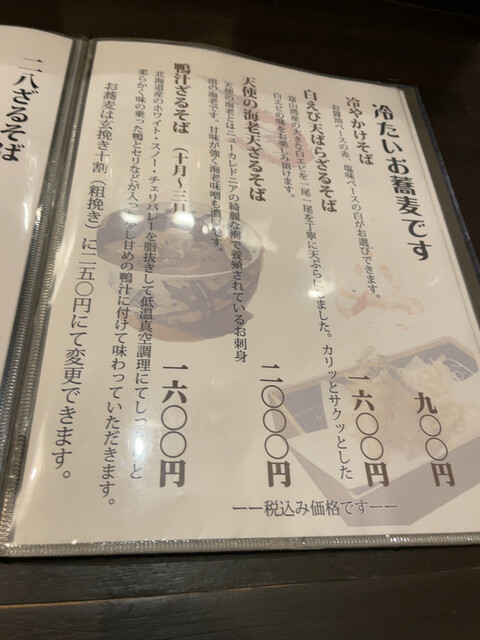 冷たいお蕎麦です
冷やかけそば
九〇〇円
お醤油ベースの赤、塩味ベースの白がお選びできます。
白えび天ばらざるそば
一六〇〇円
富山湾産の大きな白エビを一尾一尾を丁寧に天ぷらにしました。カリッとサクッとした
白エビの味をお楽しみ頂けます。
天使の海老天ざるそば
二〇〇〇円
天使の海老とはニューカレドニアの綺麗な海で養殖されているお刺身
用の海老です。甘味が強く海老味噌も濃厚です。
鴨汁ざるそば（十月～三月
一六〇〇円
北海道産のホワイト・スノー・チェリバレーを脂抜きして低温真空調理にてしっ
と
柔らかく味の乗った鴨とセリなどが入っ
少し甘めの鴨汁に付けて味わっていただきます。
お蕎麦は玄挽き十割（粗挽き）に二五〇円にて変更できます。
ーー税込み価格ですーー
二八ざるそば